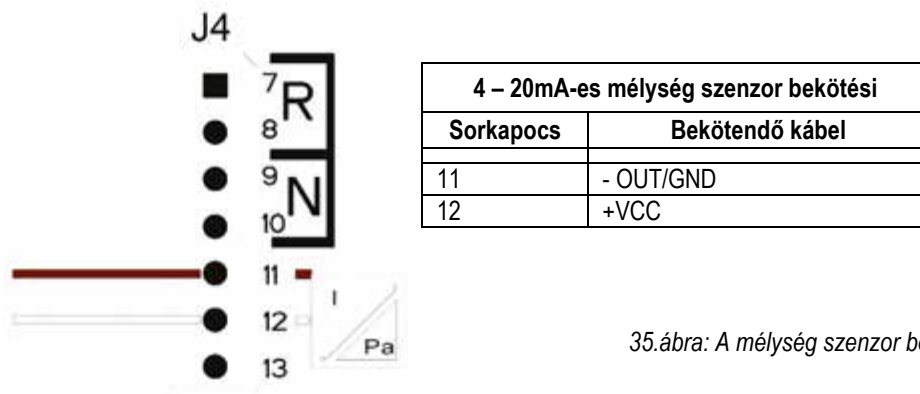 J4
7
R
8
9
N
10
11
I
12
Pa
13
4 – 20mA-es mélység szenzor bekötési
Sorkapocs Bekötendő kábel
11 - OUT/GND
12 +VCC
35.ábra: A mélység szenzor